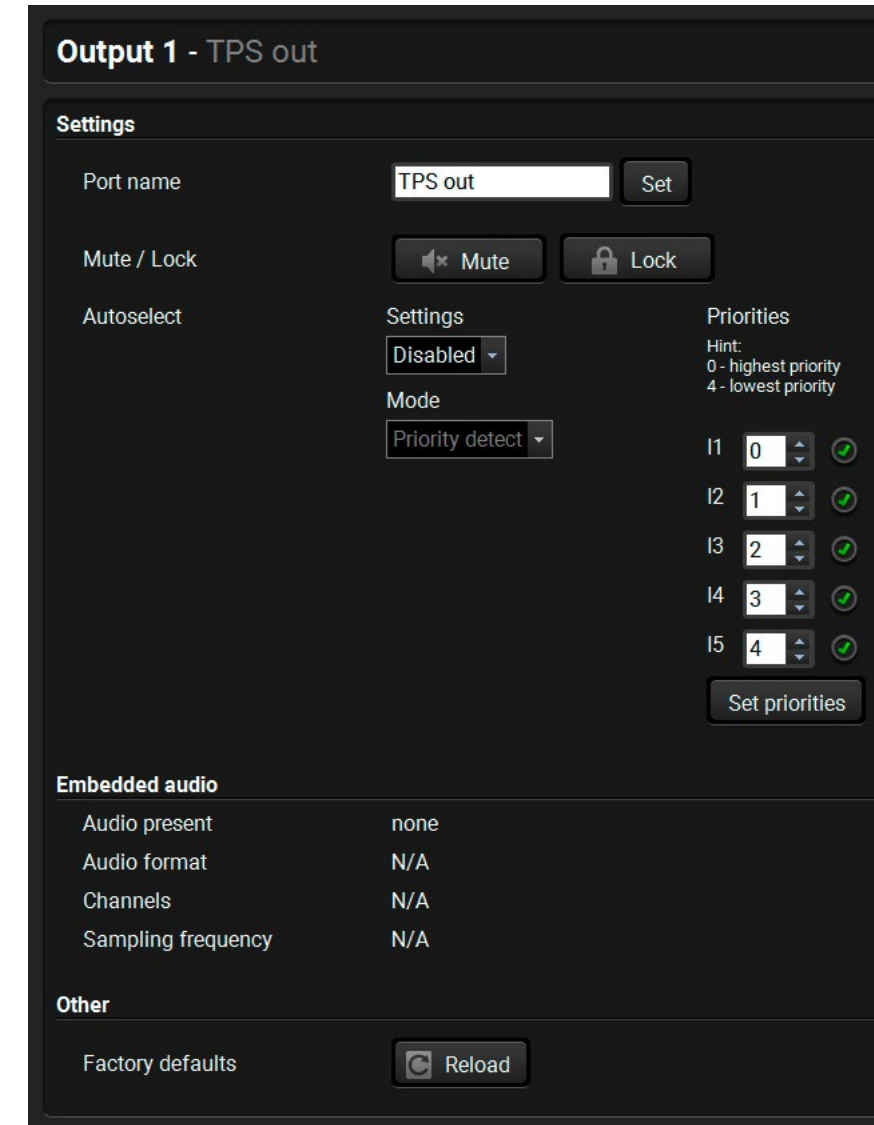 Output 1 - TPS out
Settings
Port name
TPS out
Set
Mute / Lock
Mute
Lock
Autoselect
Settings
Disabled
Mode
Priority detect
Priorities
Hint:
0 - highest priority
4 - lowest priority
I1 0
I2 1
I3 2
I4 3
I5 4
Set priorities
Embedded audio
Audio present none
Audio format N/A
Channels N/A
Sampling frequency N/A
Other
Factory defaults
Reload